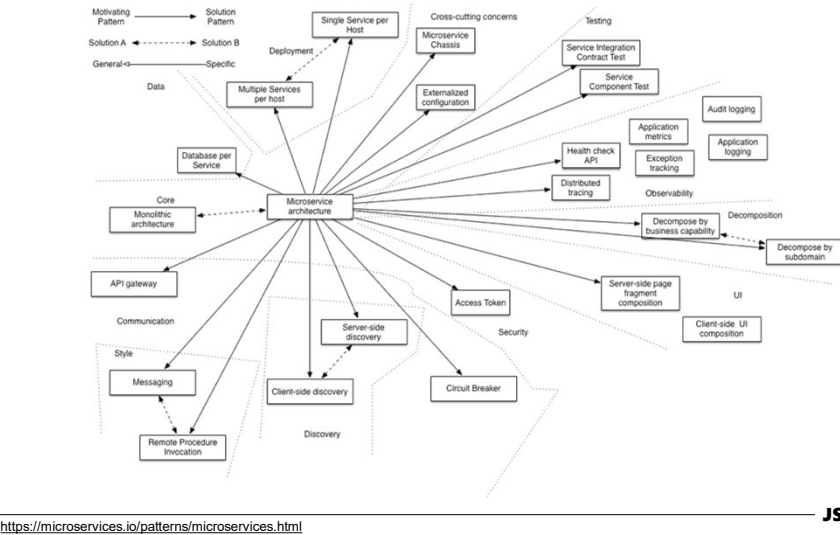 Motivating Pattern
Solution Pattern
Solution A
Solution B
General
Specific
Data
Deployment
Single Service per
Host
Multiple Services
per host
Cross-cutting concerns
Microservice
Chassis
Externalized
configuration
Testing
Service Integration
Contract Test
Service
Component Test
Audit logging
Application
metrics
Application
logging
Health check
API
Exception
tracking
Distributed
tracing
Observability
Database per
Service
Core
Monolithic
architecture
Microservice
architecture
Decomposition
Decompose by
business capability
Decompose by
subdomain
API gateway
Access Token
Server-side page
fragment
composition
UI
Client-side UI
composition
Communication
Server-side
discovery
Security
Style
Messaging
Client-side discovery
Circuit Breaker
Remote Procedure
Invocation
Discovery
JS
https://microservices.io/patterns/microservices.html